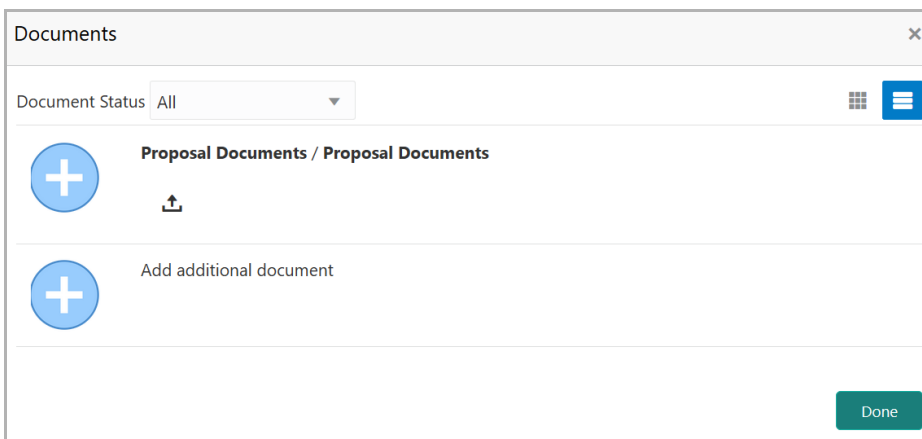 Documents
Document Status All
Proposal Documents / Proposal Documents
Add additional document
Done